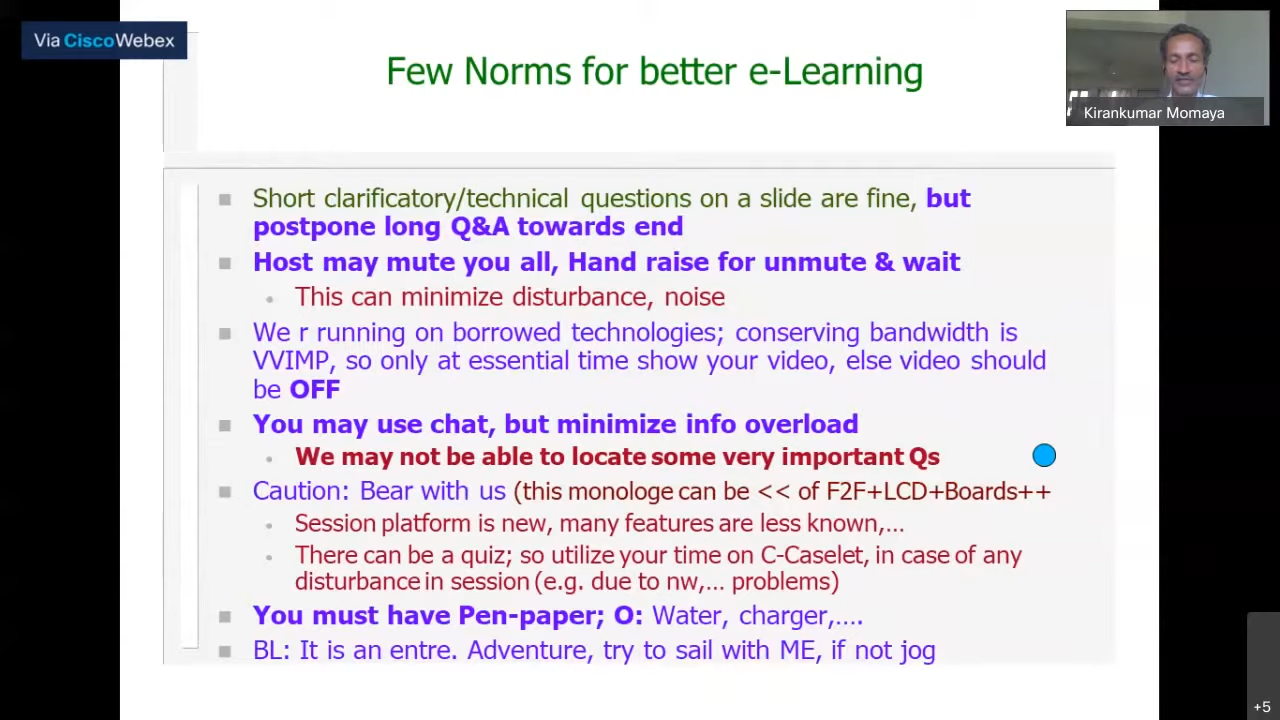 Via CiscoWebex
Few Norms for better e-Learning
Kirankumar Momaya
Short clarificatory/technical questions on a slide are fine, but
postpone long Q&A towards end
Host may mute you all, Hand raise for unmute & wait
This can minimize disturbance, noise
We r running on borrowed technologies; conserving bandwidth is
VVIMP, so only at essential time show your video, else video should
be OFF
You may use chat, but minimize info overload
We may not be able to locate some very important Qs
Caution: Bear with us (this monologe can be << of F2F+LCD+Boards++
Session platform is new, many features are less known,...
There can be a quiz; so utilize your time on C-Caselet, in case of any
disturbance in session (e.g. due to nw,... problems)
You must have Pen-paper; O: Water, charger,....
BL: It is an entre. Adventure, try to sail with ME, if not jog
+5